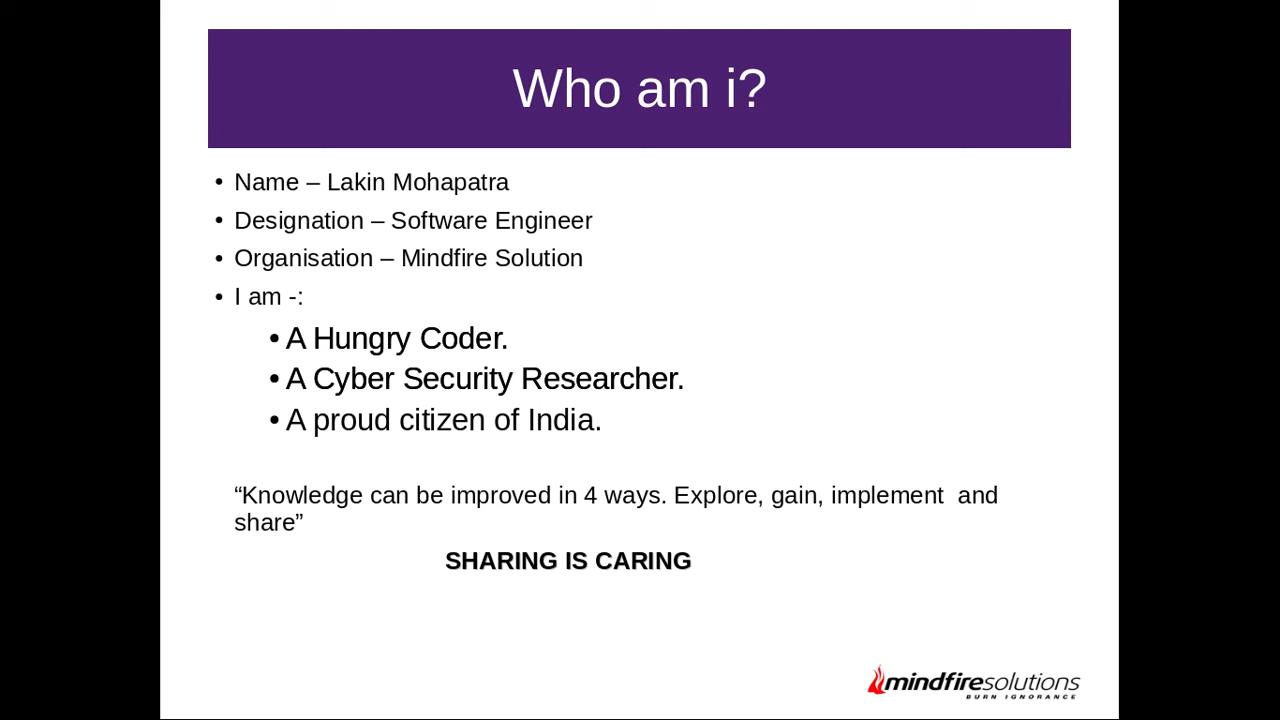 Who am i?
• Name – Lakin Mohapatra
• Designation – Software Engineer
• Organisation – Mindfire Solution
• I am -:
• A Hungry Coder.
• A Cyber Security Researcher.
• A proud citizen of India.
“Knowledge can be improved in 4 ways. Explore, gain, implement  and
share”
SHARING IS CARING
mindfiresolutions
BURN IGNORANCE